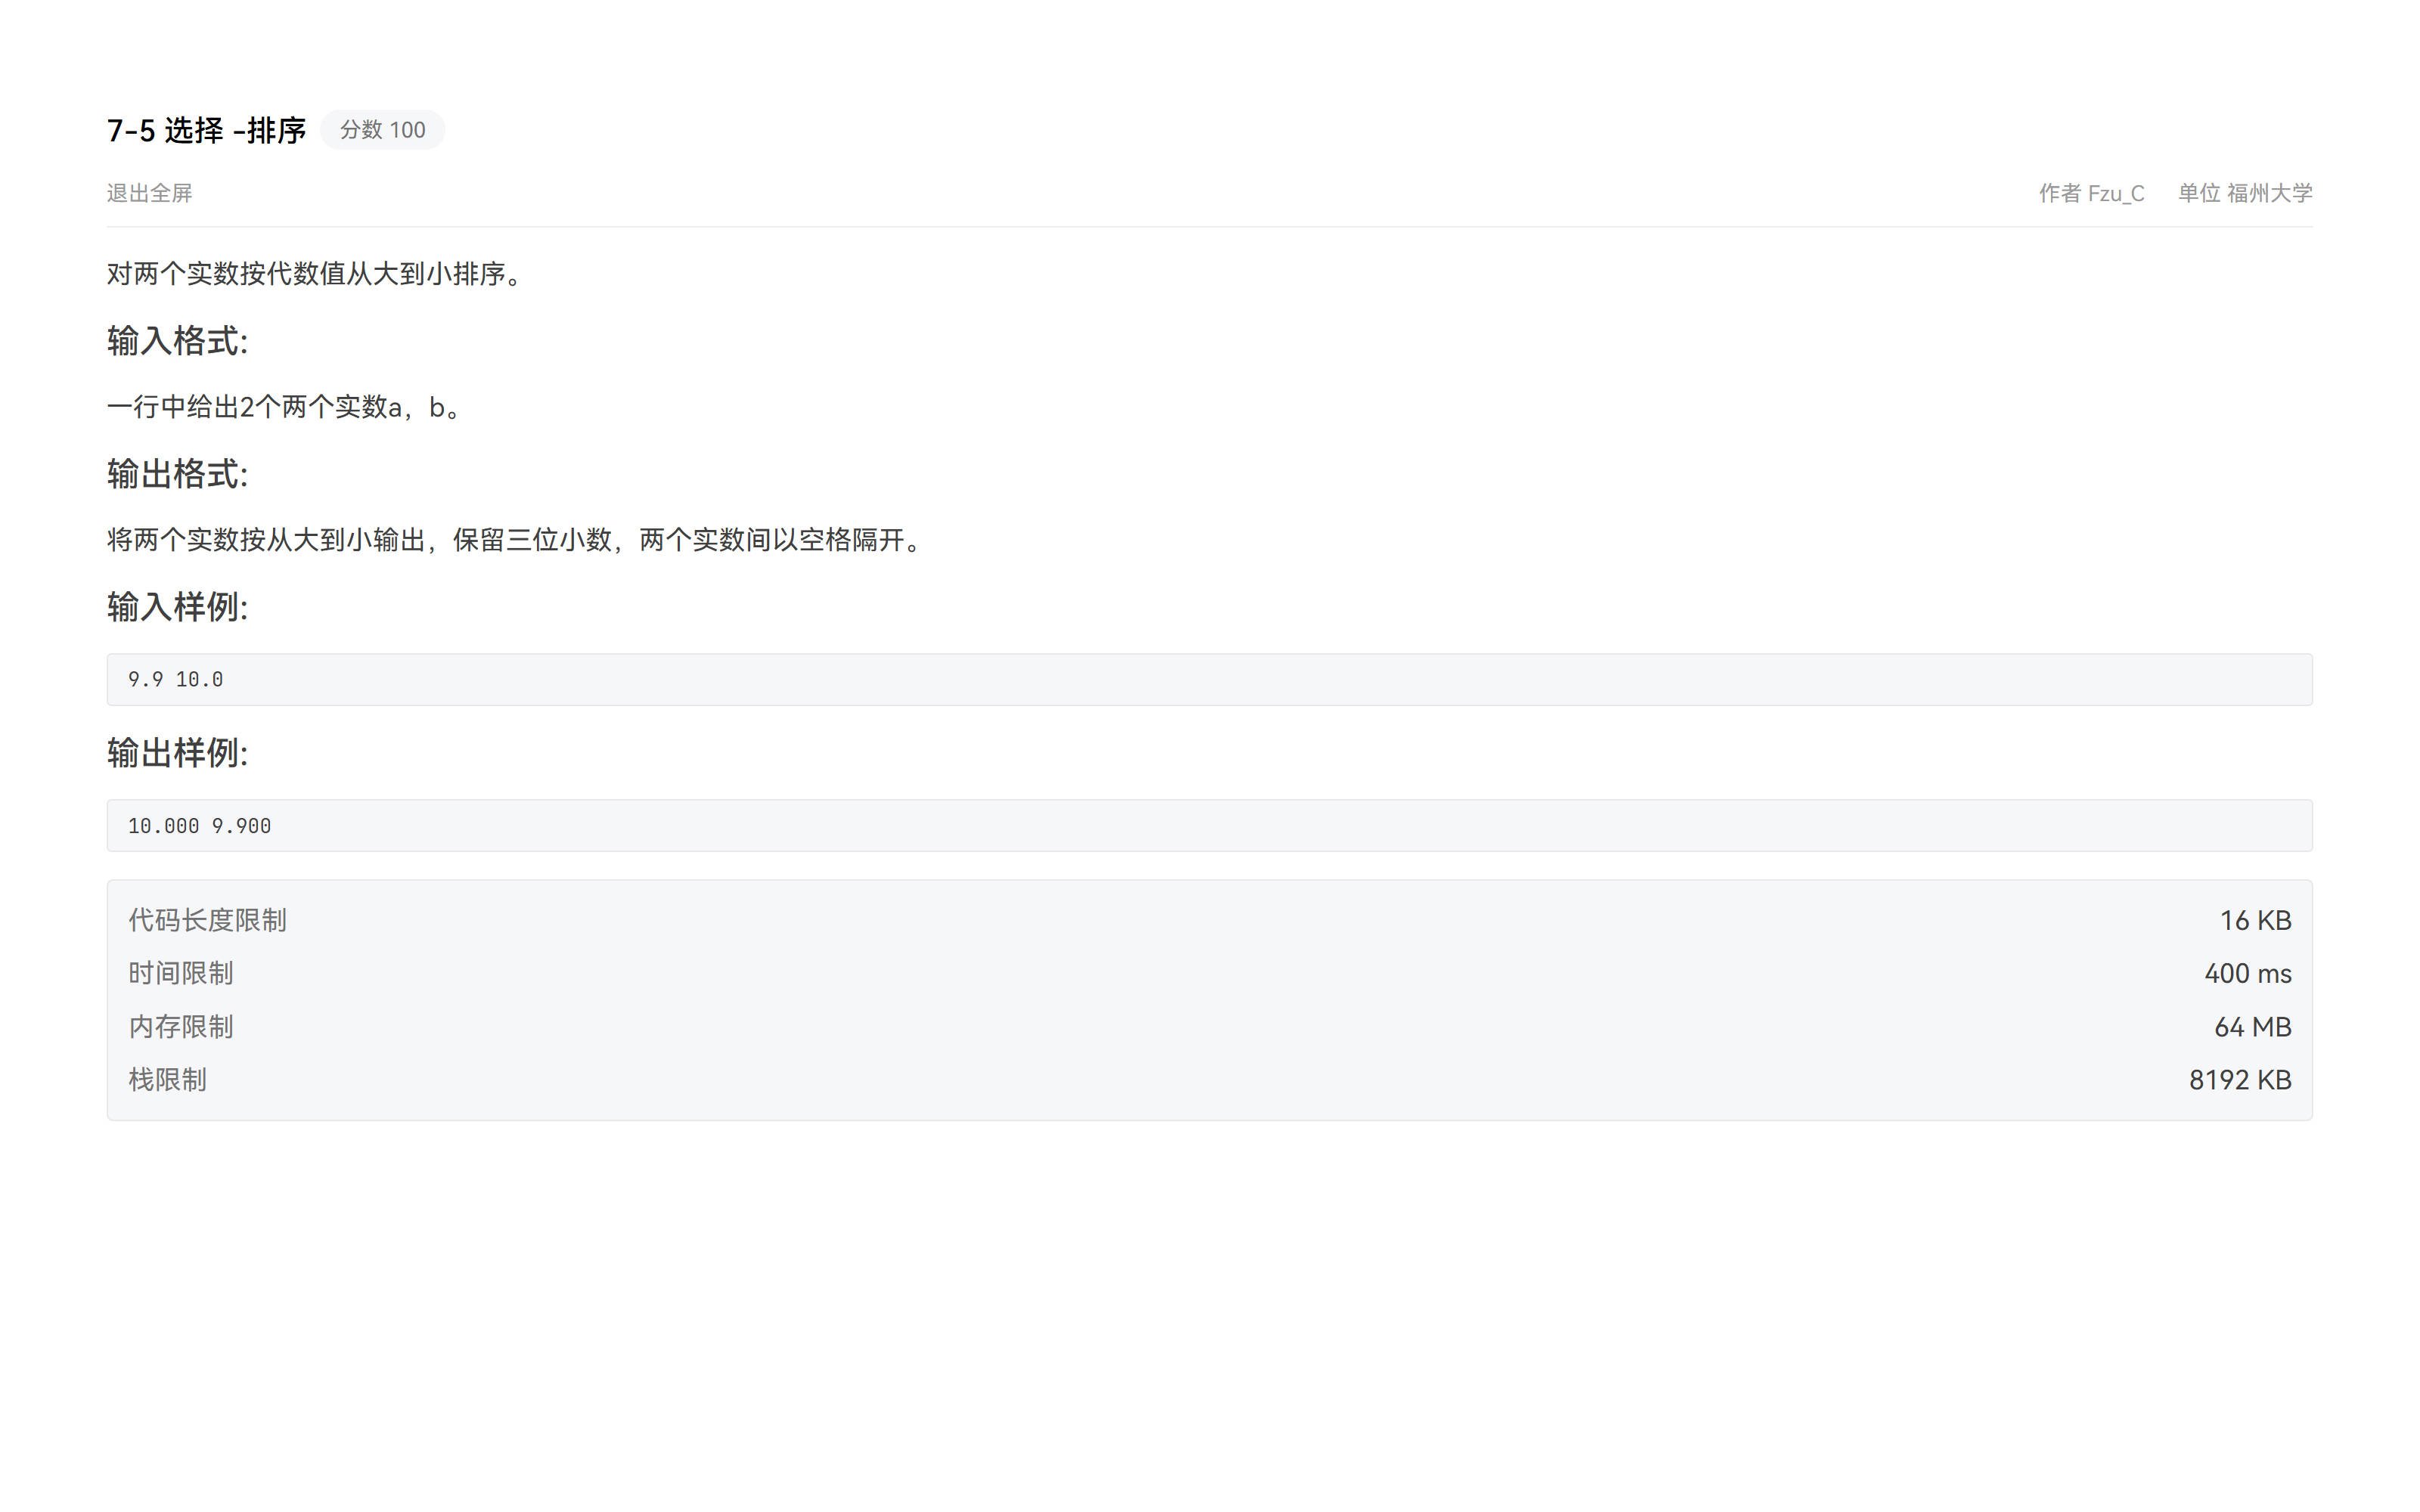 7-5 选择 -排序 分数 100
退出全屏 作者 Fzu_C 单位 福州大学
对两个实数按代数值从大到小排序。
输入格式:
一行中给出2个两个实数a，b。
输出格式:
将两个实数按从大到小输出，保留三位小数，两个实数间以空格隔开。
输入样例:
9.9 10.0
输出样例:
10.000 9.900
代码长度限制 16 KB
时间限制 400 ms
内存限制 64 MB
栈限制 8192 KB